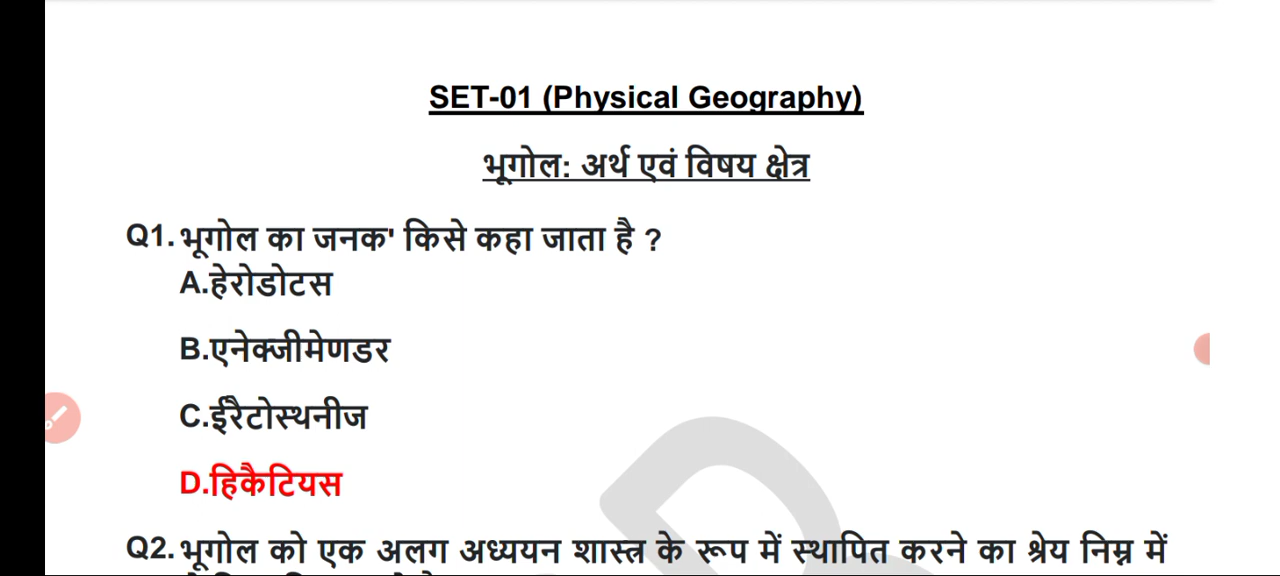 SET-01 (Physical Geography)
भूगोल: अर्थ एवं विषय क्षेत्र
Q1. भूगोल का जनक' किसे कहा जाता है ?
A.हेरोडोटस
B.एनेक्जीमेणडर
C.ईरैटोस्थनीज
D.हिकैटियस
Q2. भूगोल को एक अलग अध्ययन शास्त्र के रूप में स्थापित करने का श्रेय निम्न में